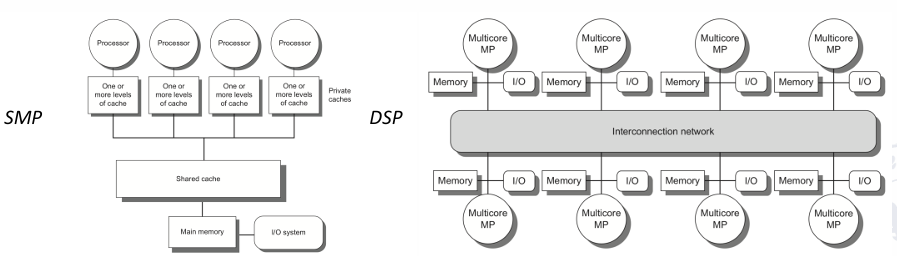 SMP
Processor
Processor
Processor
Processor
One or
more levels
of cache
One or
more levels
of cache
One or
more levels
of cache
One or
more levels
of cache
Private
caches
Shared cache
Main memory
I/O system
DSP
Multicore
MP
Multicore
MP
Multicore
MP
Multicore
MP
Memory
I/O
Memory
I/O
Memory
I/O
Memory
I/O
Interconnection network
Memory
I/O
Memory
I/O
Memory
I/O
Memory
I/O
Multicore
MP
Multicore
MP
Multicore
MP
Multicore
MP